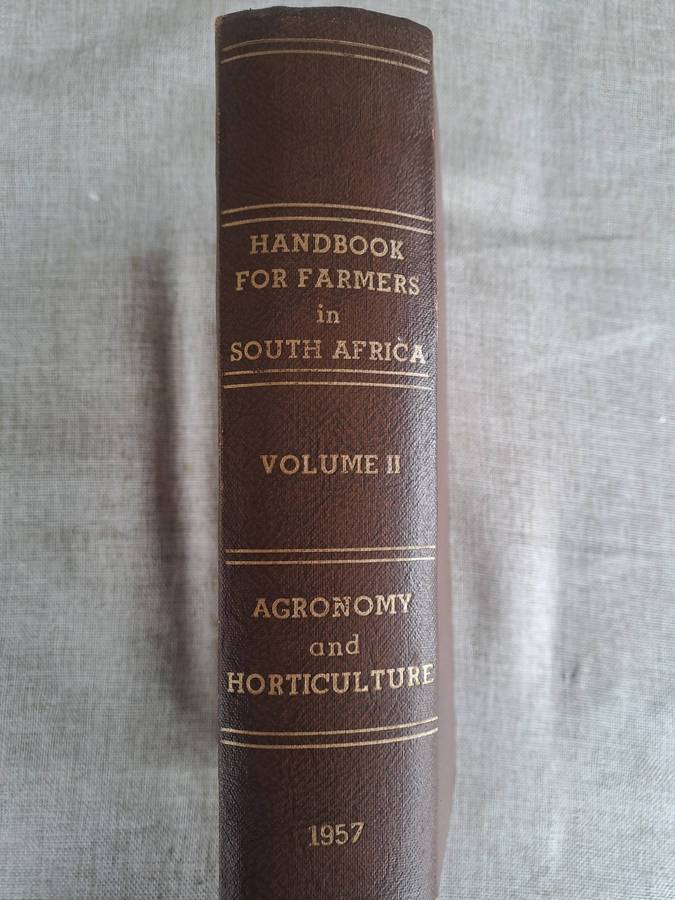 HANDBOOK
FOR FARMERS
in
SOUTH AFRICA
VOLUME II
AGRONOMY
and
HORTICULTURE
1957